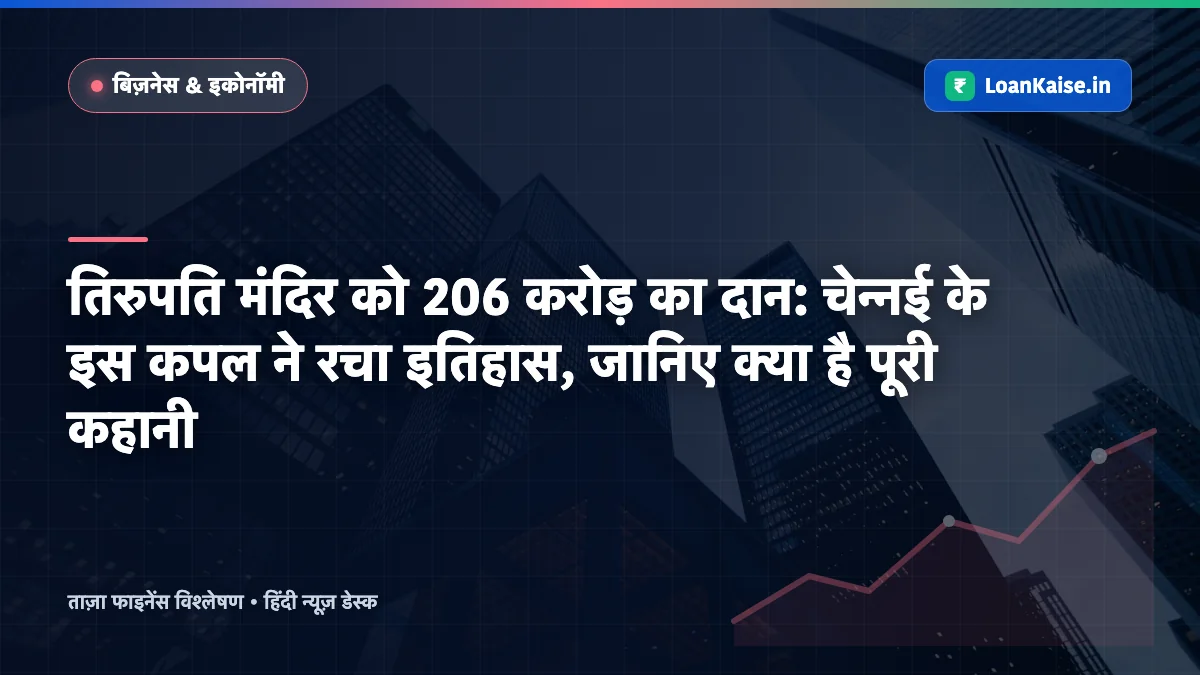 बिज़नेस & इकोनॉमी
₹ LoanKaise.in
तिरुपति मंदिर को 206 करोड़ का दान: चेन्नई के
इस कपल ने रचा इतिहास, जानिए क्या है पूरी
कहानी
ताज़ा फाइनेंस विश्लेषण • हिंदी न्यूज़ डेस्क